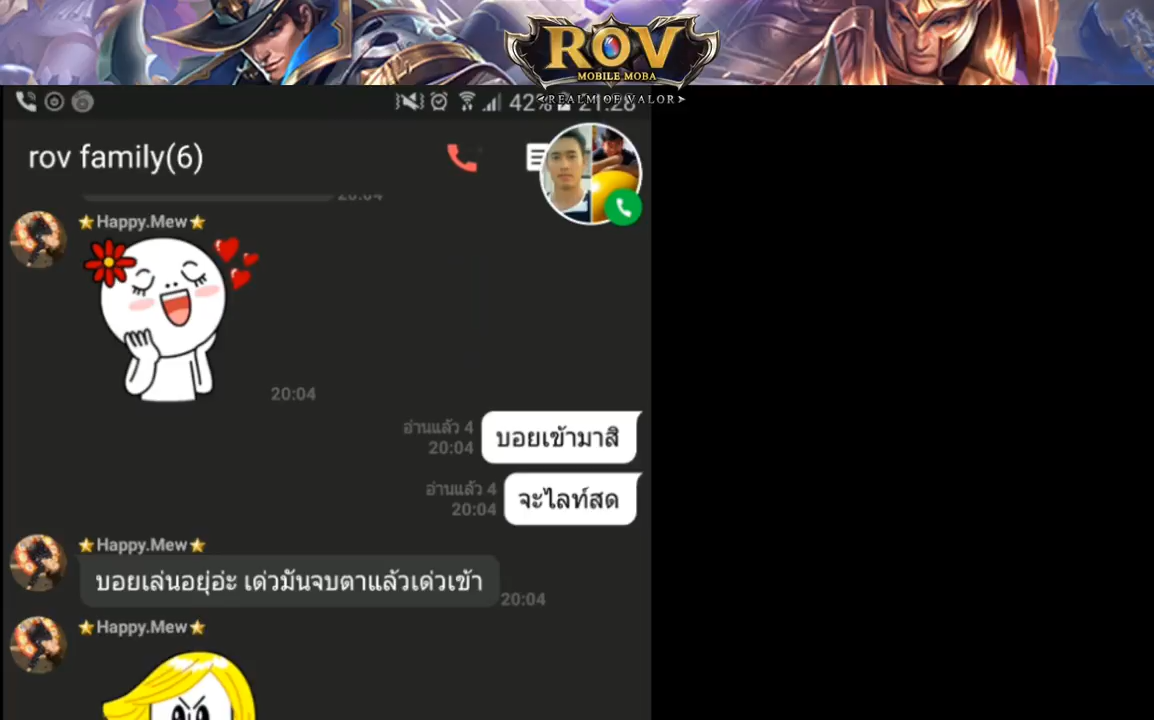 ROV
MOBILE MOBA
REALM OF VALOR
42% 21:28
rov family(6)
20:04
Happy.Mew
20:04
อ่านแล้ว 4
20:04
บอยเข้ามาสิ
อ่านแล้ว 4
20:04
จะไลท์สด
Happy.Mew
บอยเล่นอยุ่อ่ะ เด่วมันจบตาแล้วเด่วเข้า
20:04
Happy.Mew